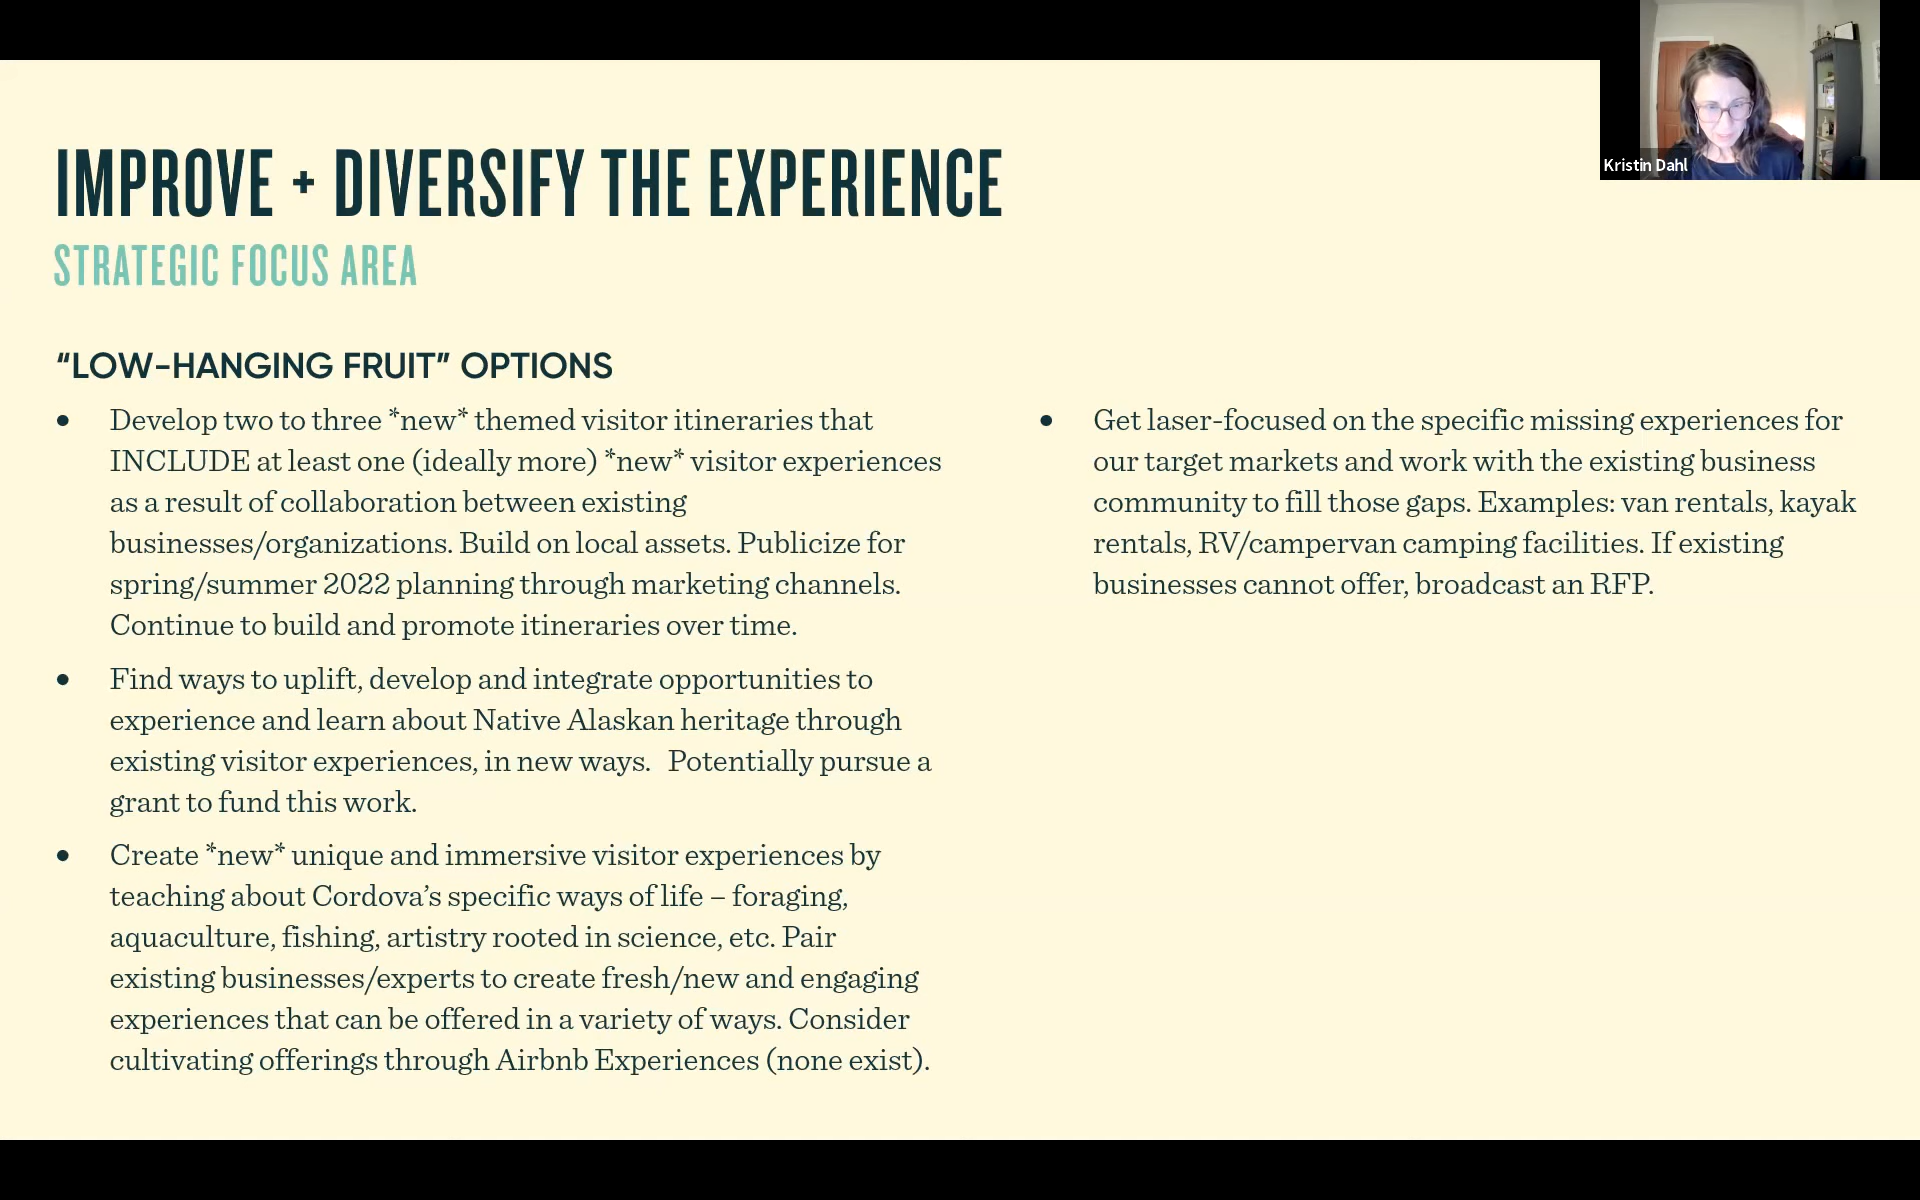 IMPROVE + DIVERSIFY THE EXPERIENCE
STRATEGIC FOCUS AREA
“LOW-HANGING FRUIT” OPTIONS
• Develop two to three *new* themed visitor itineraries that
INCLUDE at least one (ideally more) *new* visitor experiences
as a result of collaboration between existing
businesses/organizations. Build on local assets. Publicize for
spring/summer 2022 planning through marketing channels.
Continue to build and promote itineraries over time.
• Find ways to uplift, develop and integrate opportunities to
experience and learn about Native Alaskan heritage through
existing visitor experiences, in new ways.  Potentially pursue a
grant to fund this work.
• Create *new* unique and immersive visitor experiences by
teaching about Cordova’s specific ways of life – foraging,
aquaculture, fishing, artistry rooted in science, etc. Pair
existing businesses/experts to create fresh/new and engaging
experiences that can be offered in a variety of ways. Consider
cultivating offerings through Airbnb Experiences (none exist).
• Get laser-focused on the specific missing experiences for
our target markets and work with the existing business
community to fill those gaps. Examples: van rentals, kayak
rentals, RV/campervan camping facilities. If existing
businesses cannot offer, broadcast an RFP.
Kristin Dahl